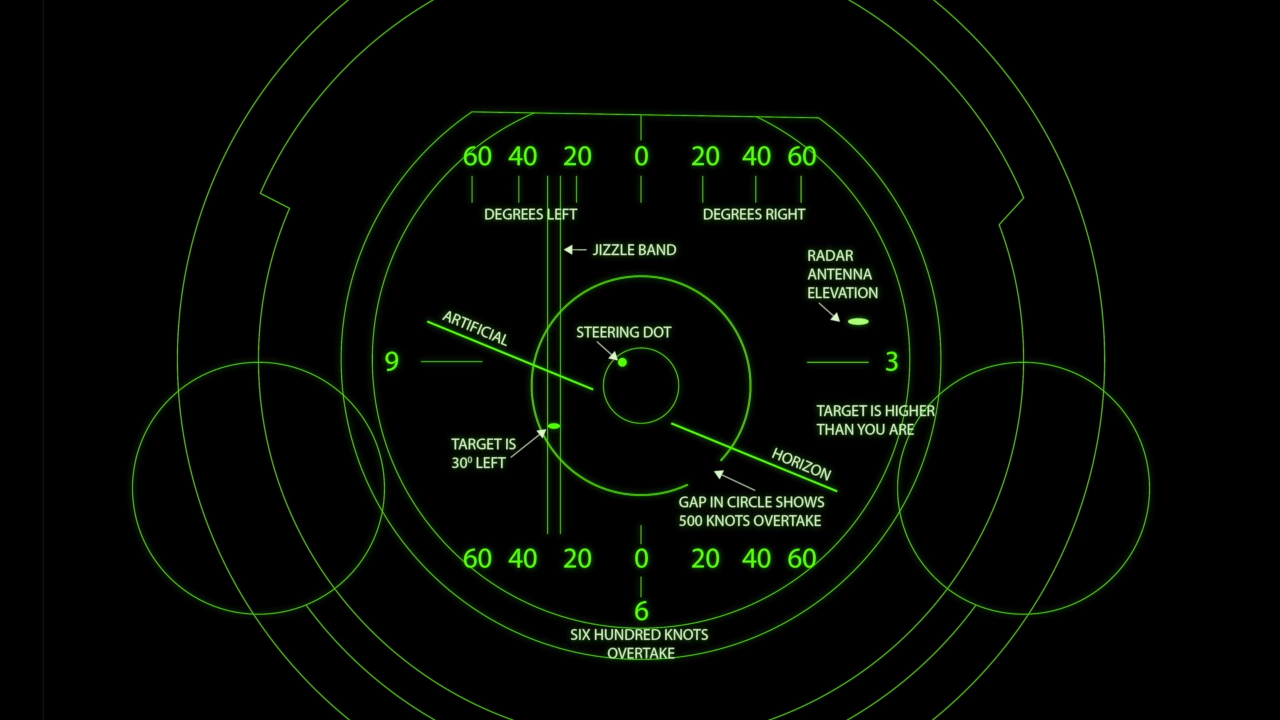 60 40 20 0 20 40 60
DEGREES LEFT
DEGREES RIGHT
JIZZLE BAND
RADAR
ANTENNA
ELEVATION
ARTIFICIAL
STEERING DOT
9
3
TARGET IS HIGHER
THAN YOU ARE
TARGET IS
30⁰ LEFT
HORIZON
GAP IN CIRCLE SHOWS
500 KNOTS OVERTAKE
60 40 20 0 20 40 60
6
SIX HUNDRED KNOTS
OVERTAKE